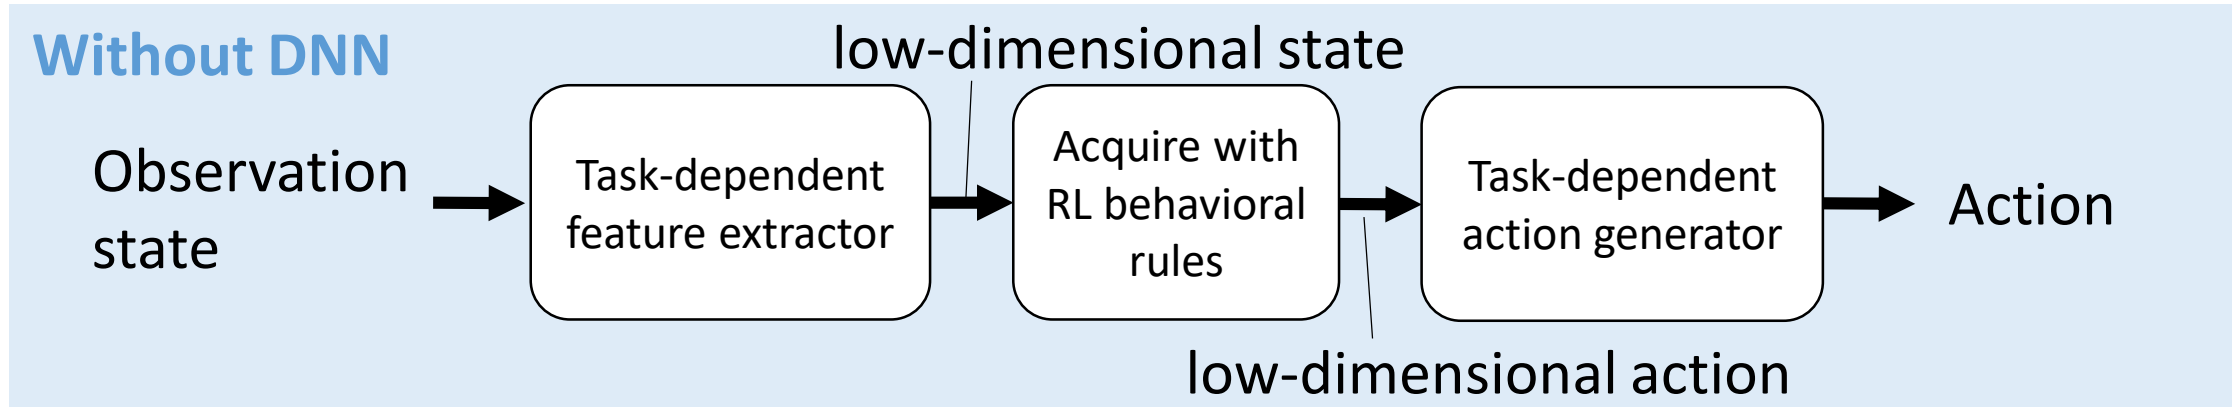 Without DNN
low-dimensional state
Observation
state
Task-dependent
feature extractor
Acquire with
RL behavioral
rules
Task-dependent
action generator
Action
low-dimensional action